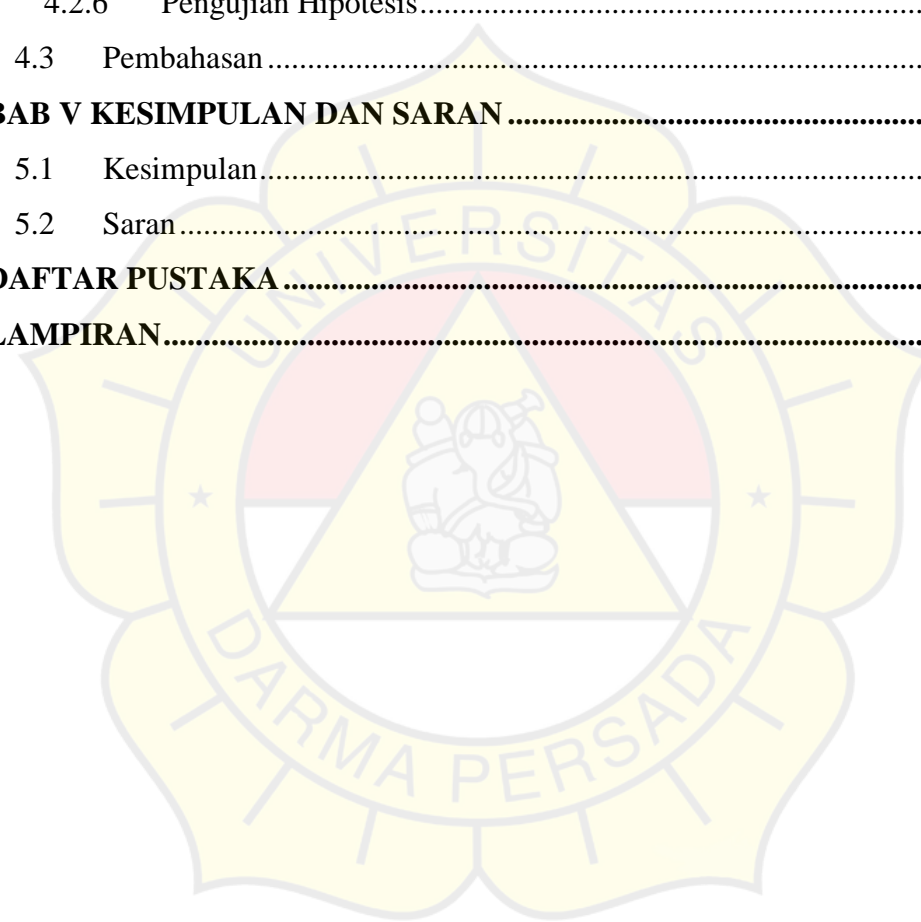 4.2.6 Pengujian Hipotesis..........................................................................
4.3 Pembahasan..................................................................................
BAB V KESIMPULAN DAN SARAN....................................................
5.1 Kesimpulan...................................................................................
5.2 Saran.............................................................................................
DAFTAR PUSTAKA................................................................................
LAMPIRAN...............................................................................................
UNIVERSITAS
DARMA PERSADA